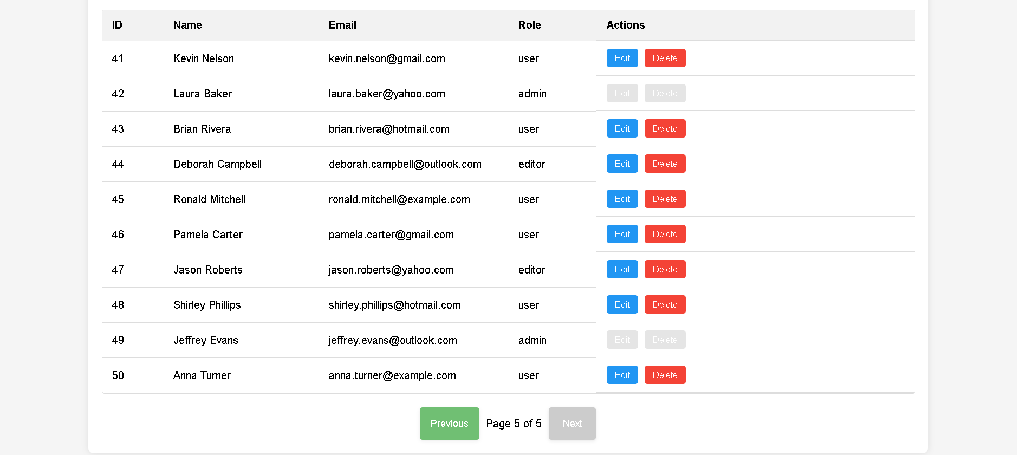 ID Name Email Role Actions
41 Kevin Nelson kevin.nelson@gmail.com user Edit Delete
42 Laura Baker laura.baker@yahoo.com admin Edit Delete
43 Brian Rivera brian.rivera@hotmail.com user Edit Delete
44 Deborah Campbell deborah.campbell@outlook.com editor Edit Delete
45 Ronald Mitchell ronald.mitchell@example.com user Edit Delete
46 Pamela Carter pamela.carter@gmail.com user Edit Delete
47 Jason Roberts jason.roberts@yahoo.com editor Edit Delete
48 Shirley Phillips shirley.phillips@hotmail.com user Edit Delete
49 Jeffrey Evans jeffrey.evans@outlook.com admin Edit Delete
50 Anna Turner anna.turner@example.com user Edit Delete
Previous Page 5 of 5 Next